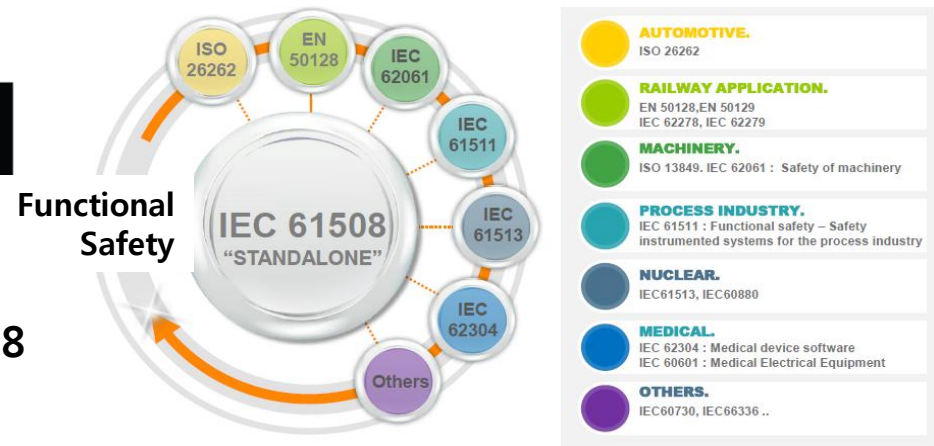 ISO
26262
EN
50128
IEC
62061
IEC
61511
IEC
61513
IEC
62304
Others
IEC 61508
“STANDALONE”
Functional
Safety
8
AUTOMOTIVE.
ISO 26262
RAILWAY APPLICATION.
EN 50128,EN 50129
IEC 62278, IEC 62279
MACHINERY.
ISO 13849. IEC 62061 : Safety of machinery
PROCESS INDUSTRY.
IEC 61511 : Functional safety – Safety
instrumented systems for the process industry
NUCLEAR.
IEC61513, IEC60880
MEDICAL.
IEC 62304 : Medical device software
IEC 60601 : Medical Electrical Equipment
OTHERS.
IEC60730, IEC66336 ..